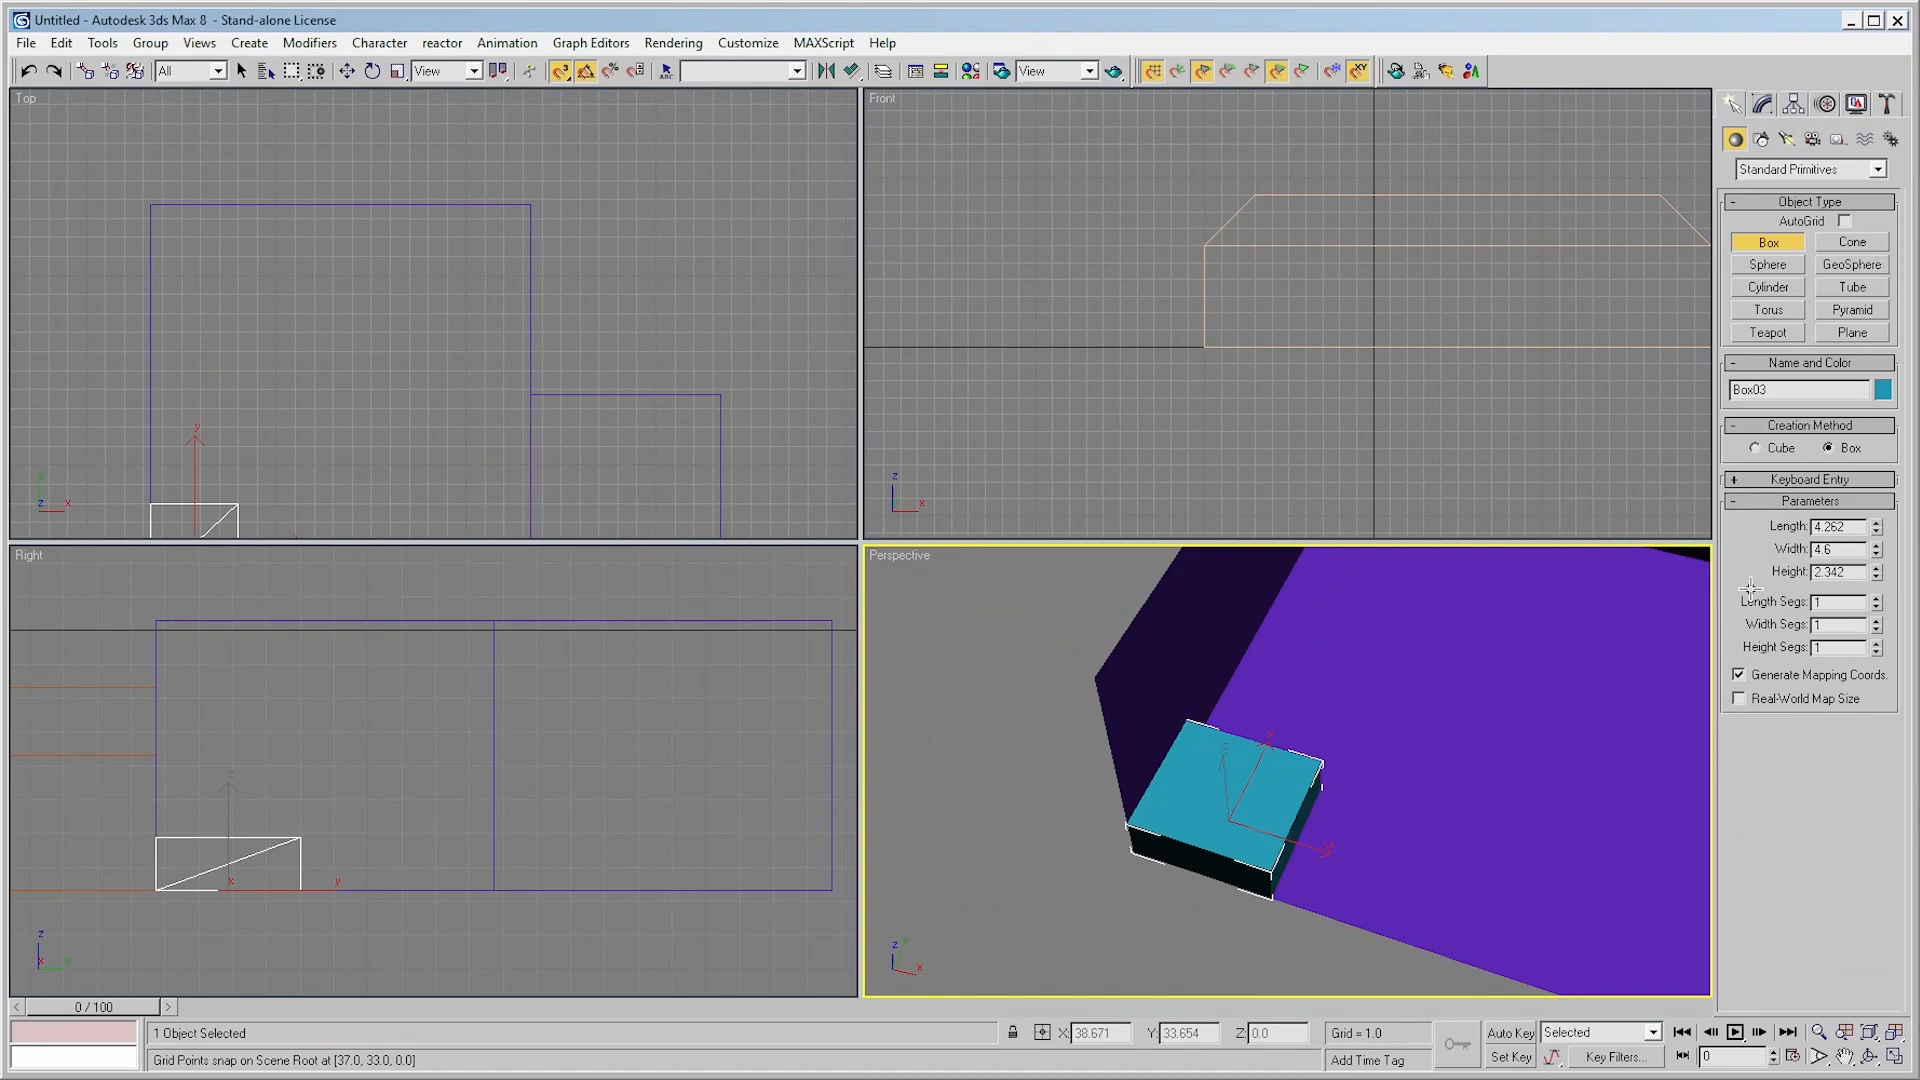 Untitled - Autodesk 3ds Max 8 - Stand-alone License
File Edit Tools Group Views Create Modifiers Character reactor Animation Graph Editors Rendering Customize MAXScript Help
All View View
Top
Front
Right
Perspective
Standard Primitives
- Object Type
AutoGrid
Box Cone
Sphere GeoSphere
Cylinder Tube
Torus Pyramid
Teapot Plane
- Name and Color
Box03
- Creation Method
Cube Box
+ Keyboard Entry
- Parameters
Length: 4.262
Width: 4.6
Height: 2.342
Length Segs: 1
Width Segs: 1
Height Segs: 1
Generate Mapping Coords.
Real-World Map Size
< 0 / 100 >
1 Object Selected X: 38.671 Y: 33.654 Z: 0.0 Grid = 1.0 Auto Key Selected
Grid Points snap on Scene Root at [37.0, 33.0, 0.0] Add Time Tag Set Key Key Filters... 0